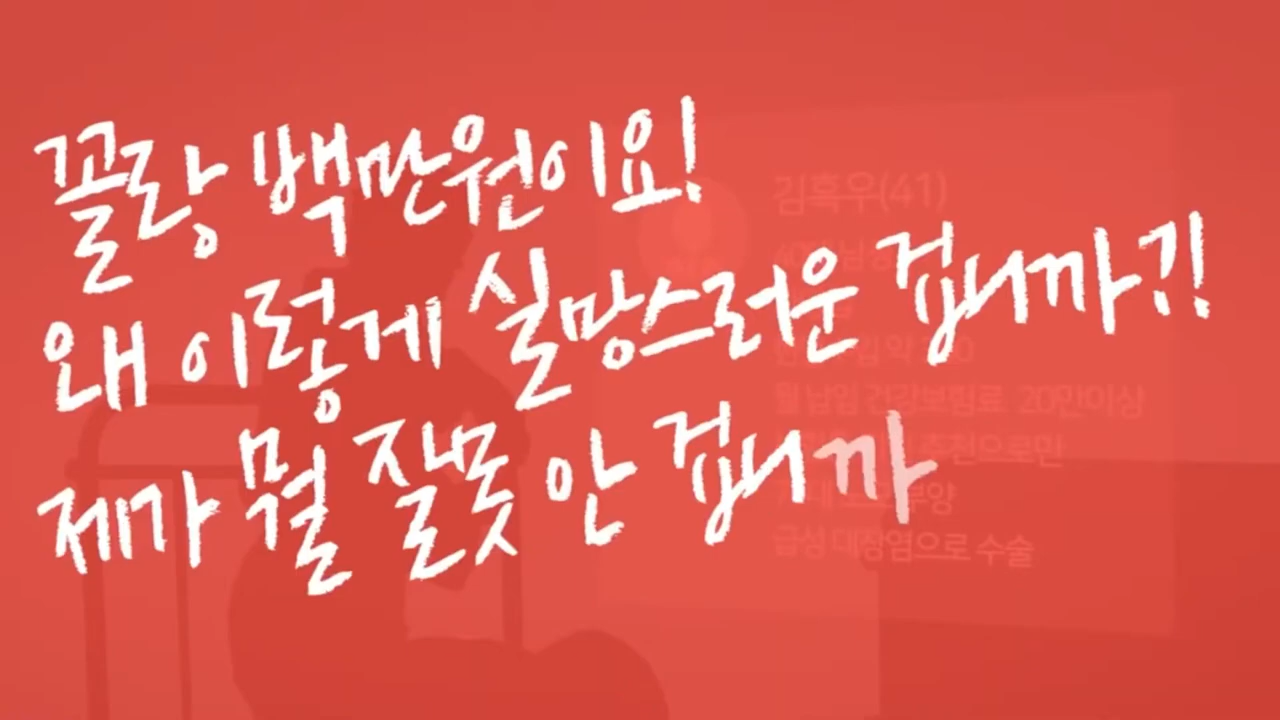 꼴랑 백만원이요!
왜 이렇게 실망스러운 겁니까?!
제가 뭘 잘못 안 겁니까
김흑우(41)
월 납입 건강보험료 20만이상
급성 대장염으로 수술